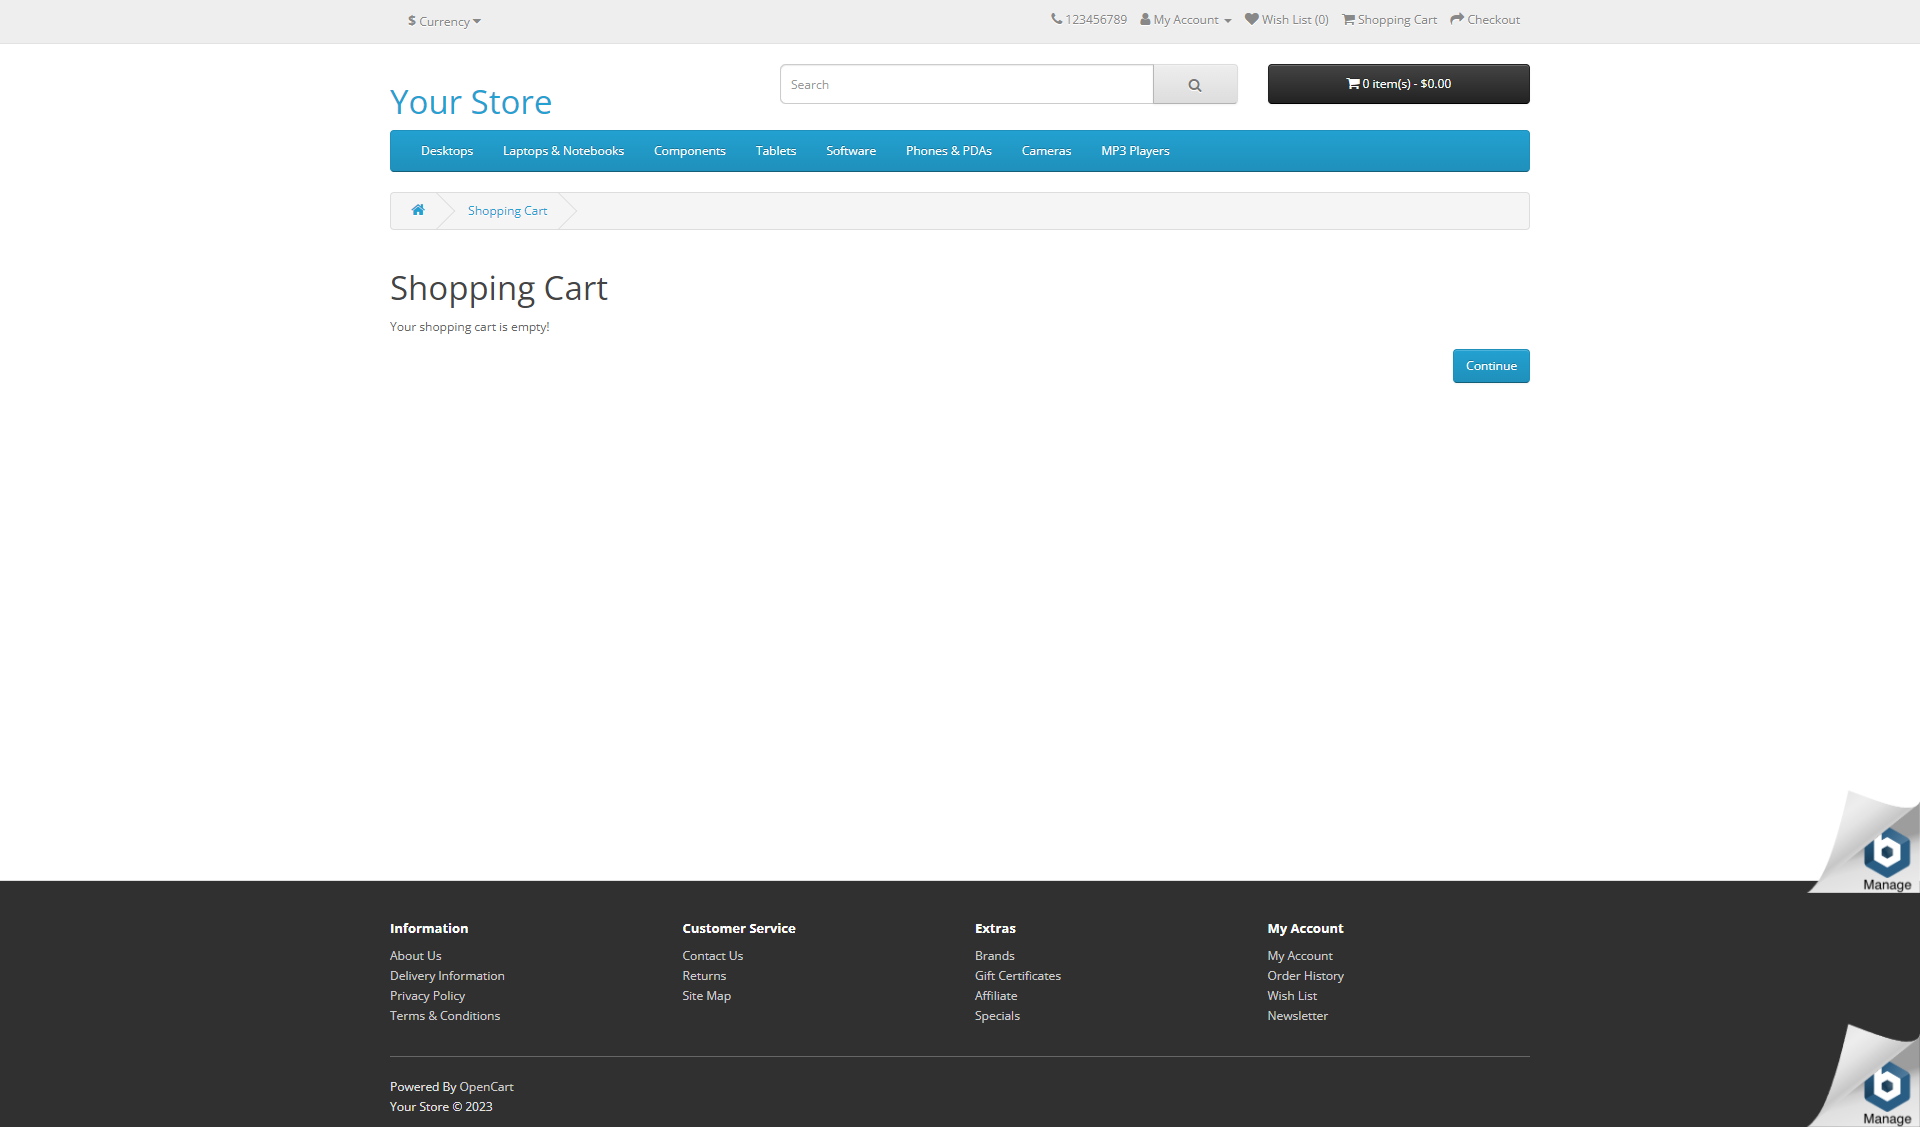 $ Currency
123456789 My Account Wish List (0) Shopping Cart Checkout
Your Store
Search
0 item(s) - $0.00
Desktops Laptops & Notebooks Components Tablets Software Phones & PDAs Cameras MP3 Players
Shopping Cart
Shopping Cart
Your shopping cart is empty!
Continue
Manage
Information
About Us
Delivery Information
Privacy Policy
Terms & Conditions
Customer Service
Contact Us
Returns
Site Map
Extras
Brands
Gift Certificates
Affiliate
Specials
My Account
My Account
Order History
Wish List
Newsletter
Powered By OpenCart
Your Store © 2023
Manage